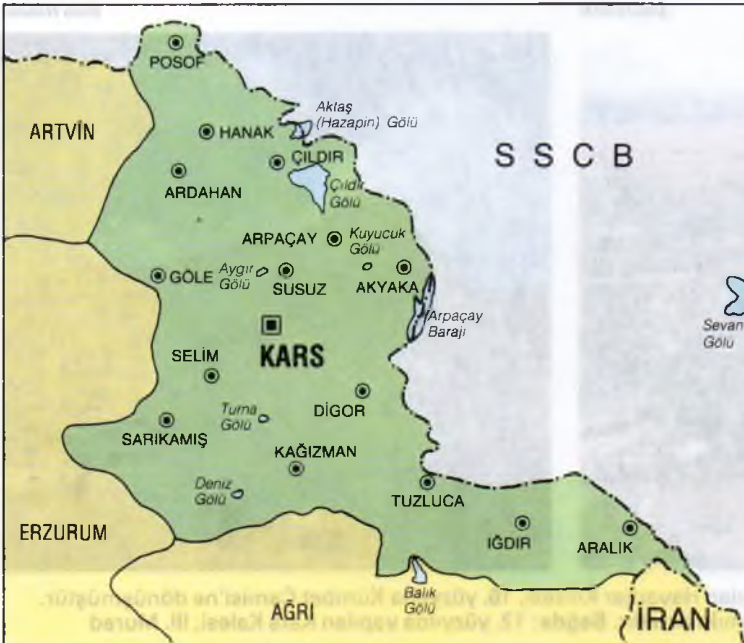 POSOF
ARTVİN
HANAK
Aktaş
(Hazapin) Gölü
S S C B
ÇILDIR
ARDAHAN
Çıldır
Gölü
ARPAÇAY
Kuyucuk
Gölü
GÖLE
Aygır
Gölü
SUSUZ
AKYAKA
Arpaçay
Barajı
Sevan
Gölü
KARS
SELİM
DİGOR
Turna
Gölü
SARIKAMIŞ
KAĞIZMAN
Deniz
Gölü
TUZLUCA
ERZURUM
IĞDIR
ARALIK
AĞRI
Balık
Gölü
İRAN